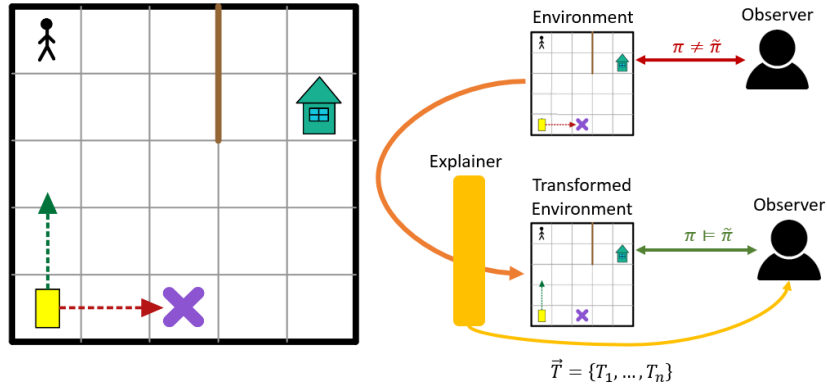 Environment
Observer
π ≠ π̃
Explainer
Transformed
Environment
Observer
π ⊨ π̃
T⃗ = {T₁, …, Tₙ}